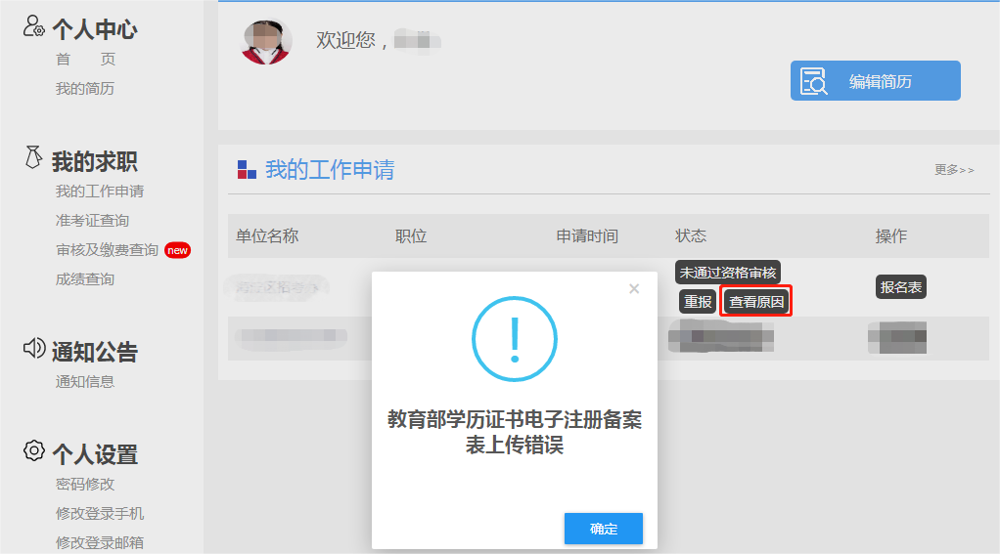 个人中心
首 页
我的简历
我的求职
我的工作申请
准考证查询
审核及缴费查询 new
成绩查询
通知公告
通知信息
个人设置
密码修改
修改登录手机
修改登录邮箱
欢迎您，
编辑简历
我的工作申请
更多>>
单位名称 职位 申请时间 状态 操作
未通过资格审核
重报 查看原因
报名表
×
教育部学历证书电子注册备案
表上传错误
确定